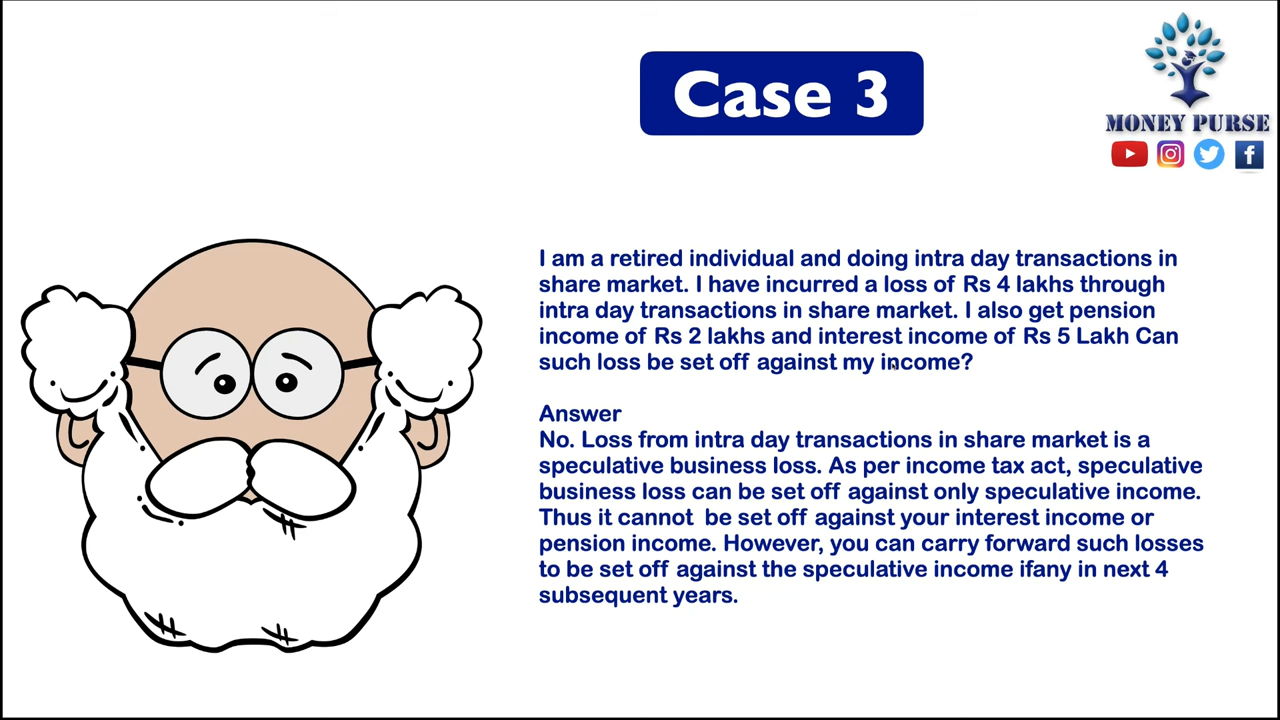 Case 3
MONEY PURSE
I am a retired individual and doing intra day transactions in
share market. I have incurred a loss of Rs 4 lakhs through
intra day transactions in share market. I also get pension
income of Rs 2 lakhs and interest income of Rs 5 Lakh Can
such loss be set off against my income?
Answer
No. Loss from intra day transactions in share market is a
speculative business loss. As per income tax act, speculative
business loss can be set off against only speculative income.
Thus it cannot be set off against your interest income or
pension income. However, you can carry forward such losses
to be set off against the speculative income ifany in next 4
subsequent years.